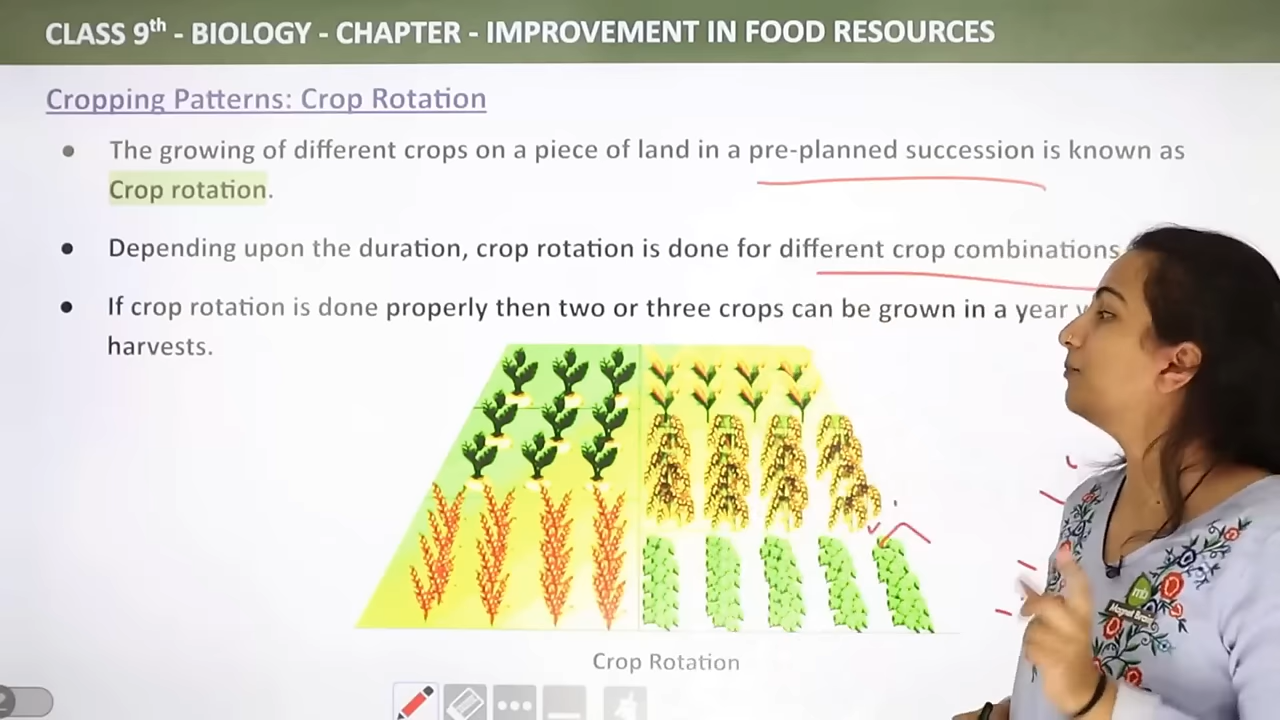 CLASS 9th - BIOLOGY - CHAPTER - IMPROVEMENT IN FOOD RESOURCES
Cropping Patterns: Crop Rotation
• The growing of different crops on a piece of land in a pre-planned succession is known as
Crop rotation.
• Depending upon the duration, crop rotation is done for different crop combinations
• If crop rotation is done properly then two or three crops can be grown in a year
harvests.
Crop Rotation
mb